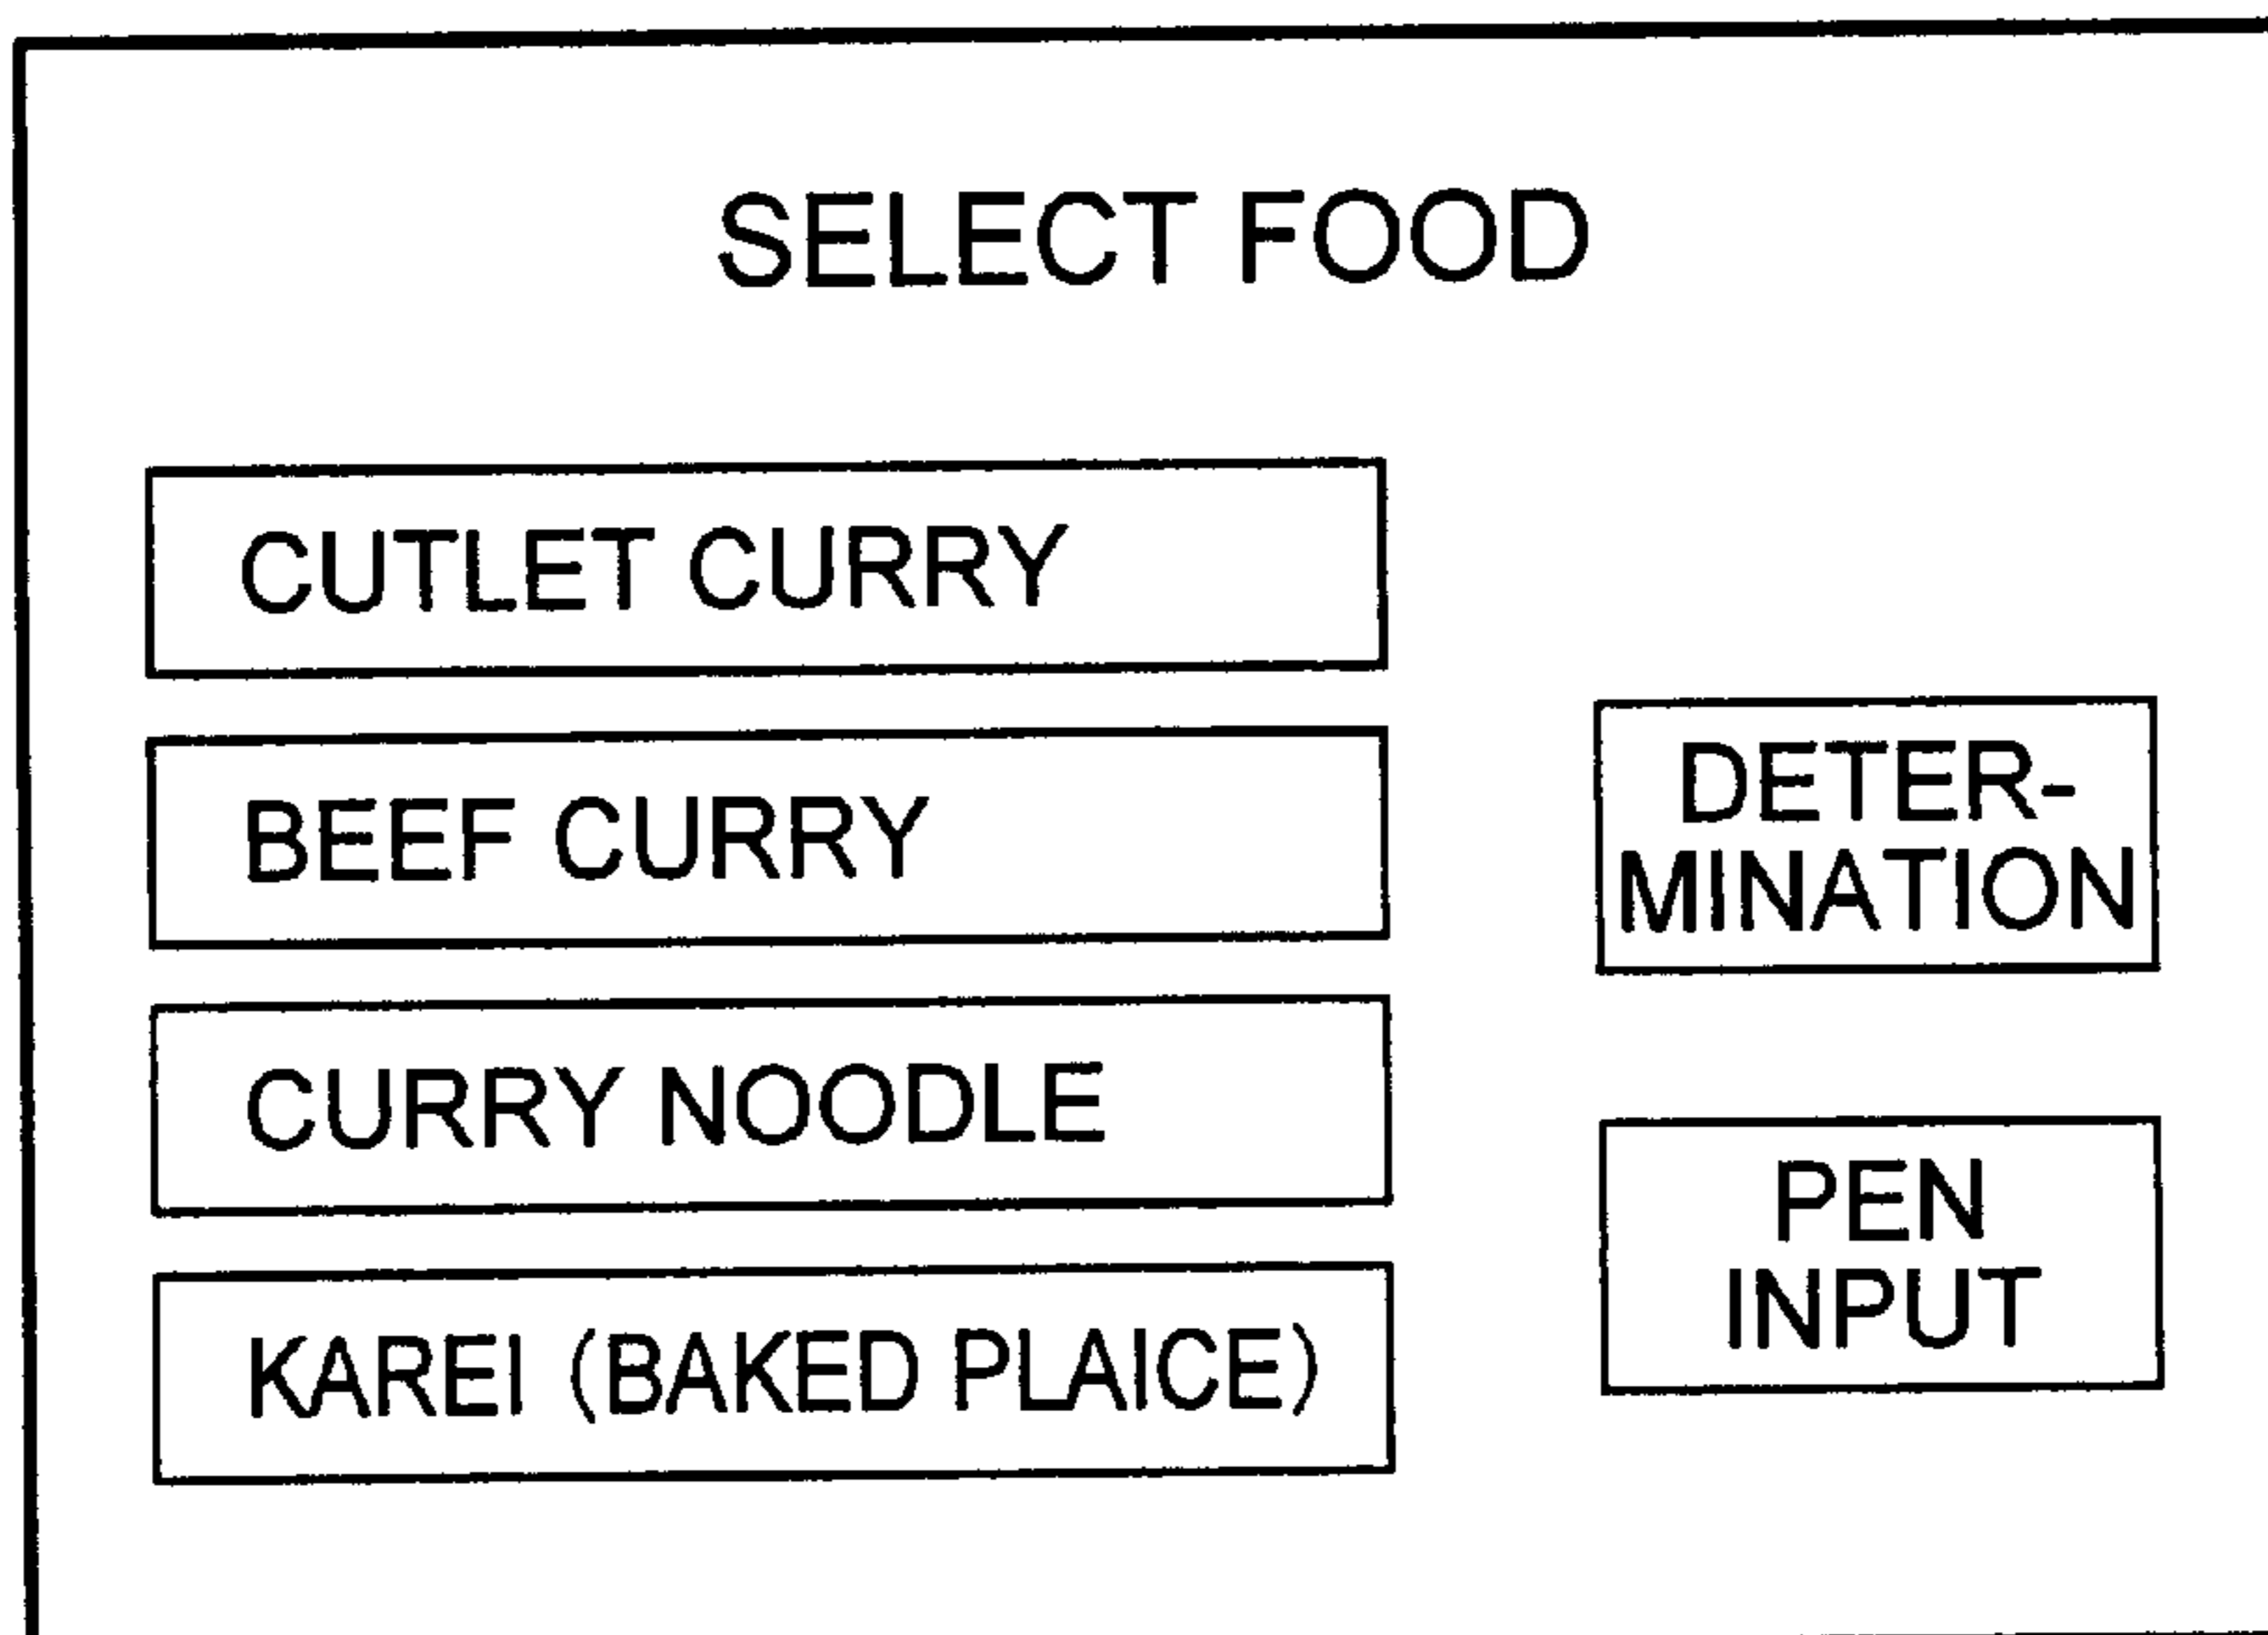 SELECT FOOD
CUTLET CURRY
BEEF CURRY
CURRY NOODLE
KAREI (BAKED PLAICE)
DETER-
MINATION
PEN
INPUT